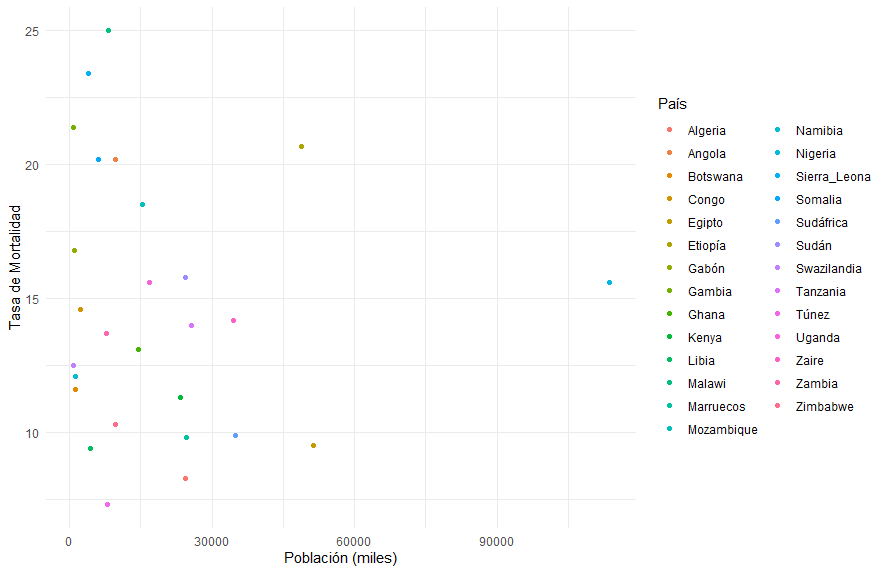 25
20
15
10
Tasa de Mortalidad
0
30000
60000
90000
Población (miles)
País
Algeria
Angola
Botswana
Congo
Egipto
Etiopía
Gabón
Gambia
Ghana
Kenya
Libia
Malawi
Marruecos
Mozambique
Namibia
Nigeria
Sierra_Leona
Somalia
Sudáfrica
Sudán
Swazilandia
Tanzania
Túnez
Uganda
Zaire
Zambia
Zimbabwe